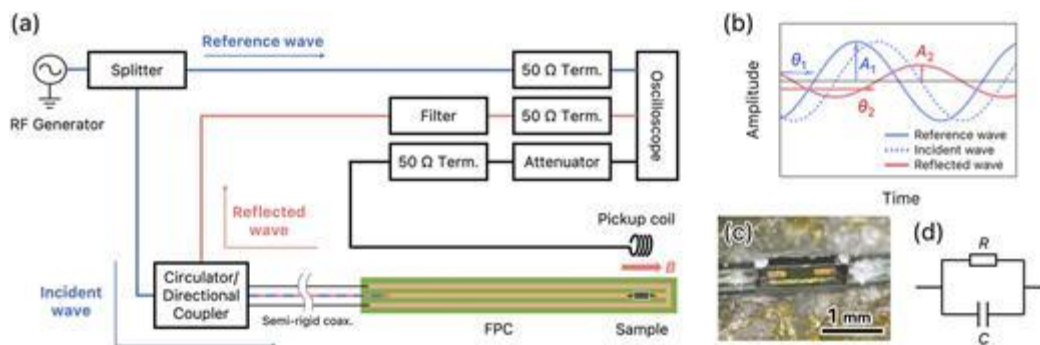 (a)
Reference wave
RF Generator
Splitter
50 Ω Term.
Filter
50 Ω Term.
50 Ω Term.
Attenuator
Oscilloscope
Reflected
wave
Pickup coil
B
Incident
wave
Circulator/
Directional
Coupler
Semi-rigid coax.
FPC
Sample
(b)
Amplitude
θ1
A1
A2
θ2
Reference wave
Incident wave
Reflected wave
Time
(c)
1 mm
(d)
R
C